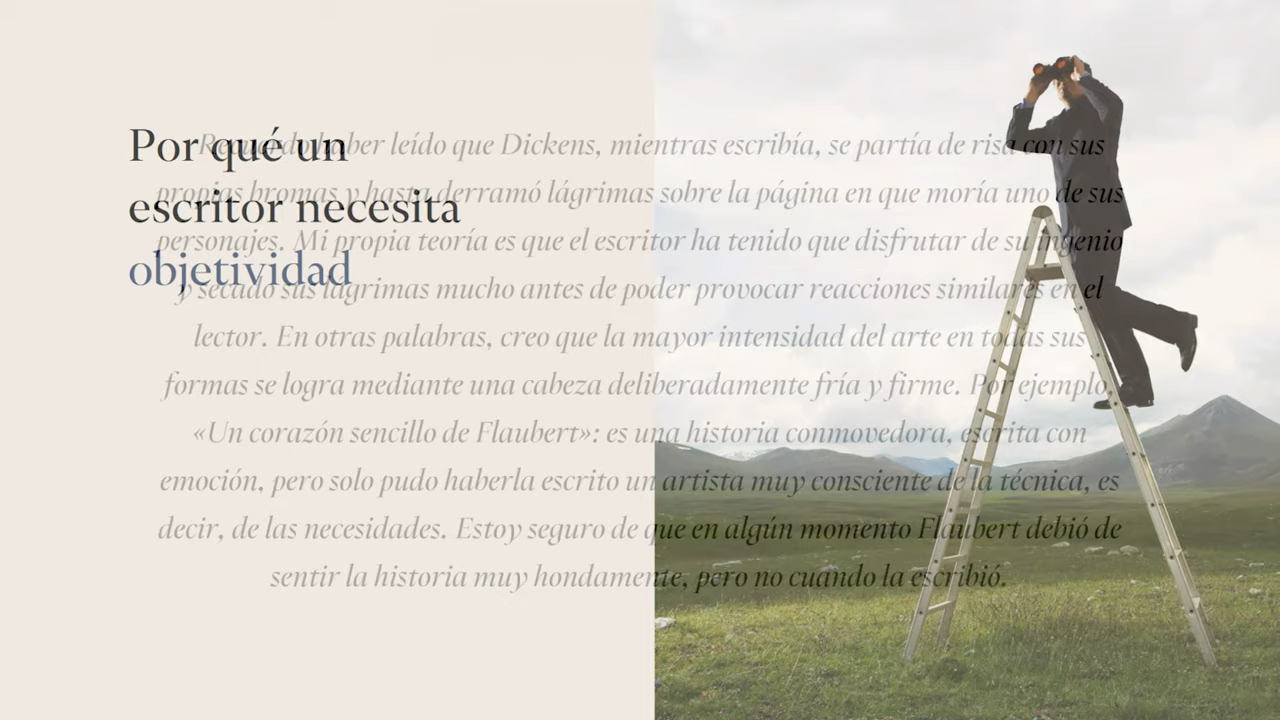 Por qué un
escritor necesita
objetividad
Recuerdo haber leído que Dickens, mientras escribía, se partía de risa con sus
propias bromas y hasta derramó lágrimas sobre la página en que moría uno de sus
personajes. Mi propia teoría es que el escritor ha tenido que disfrutar de su ingenio
y secado sus lágrimas mucho antes de poder provocar reacciones similares en el
lector. En otras palabras, creo que la mayor intensidad del arte en todas sus
formas se logra mediante una cabeza deliberadamente fría y firme. Por ejemplo,
«Un corazón sencillo de Flaubert»: es una historia conmovedora, escrita con
emoción, pero solo pudo haberla escrito un artista muy consciente de la técnica, es
decir, de las necesidades. Estoy seguro de que en algún momento Flaubert debió de
sentir la historia muy hondamente, pero no cuando la escribió.